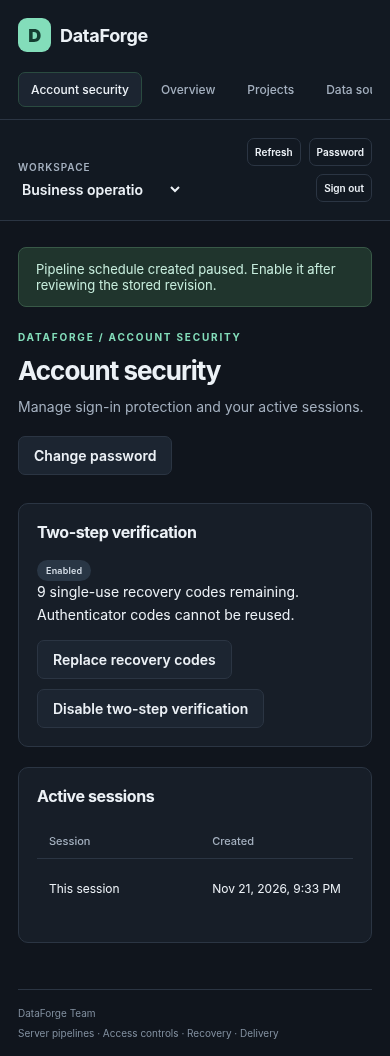 D DataForge
Account security Overview Projects Data sou
Refresh Password
WORKSPACE
Business operatio
Sign out
Pipeline schedule created paused. Enable it after
reviewing the stored revision.
DATAFORGE / ACCOUNT SECURITY
Account security
Manage sign-in protection and your active sessions.
Change password
Two-step verification
Enabled
9 single-use recovery codes remaining.
Authenticator codes cannot be reused.
Replace recovery codes
Disable two-step verification
Active sessions
Session Created
This session Nov 21, 2026, 9:33 PM
DataForge Team
Server pipelines · Access controls · Recovery · Delivery